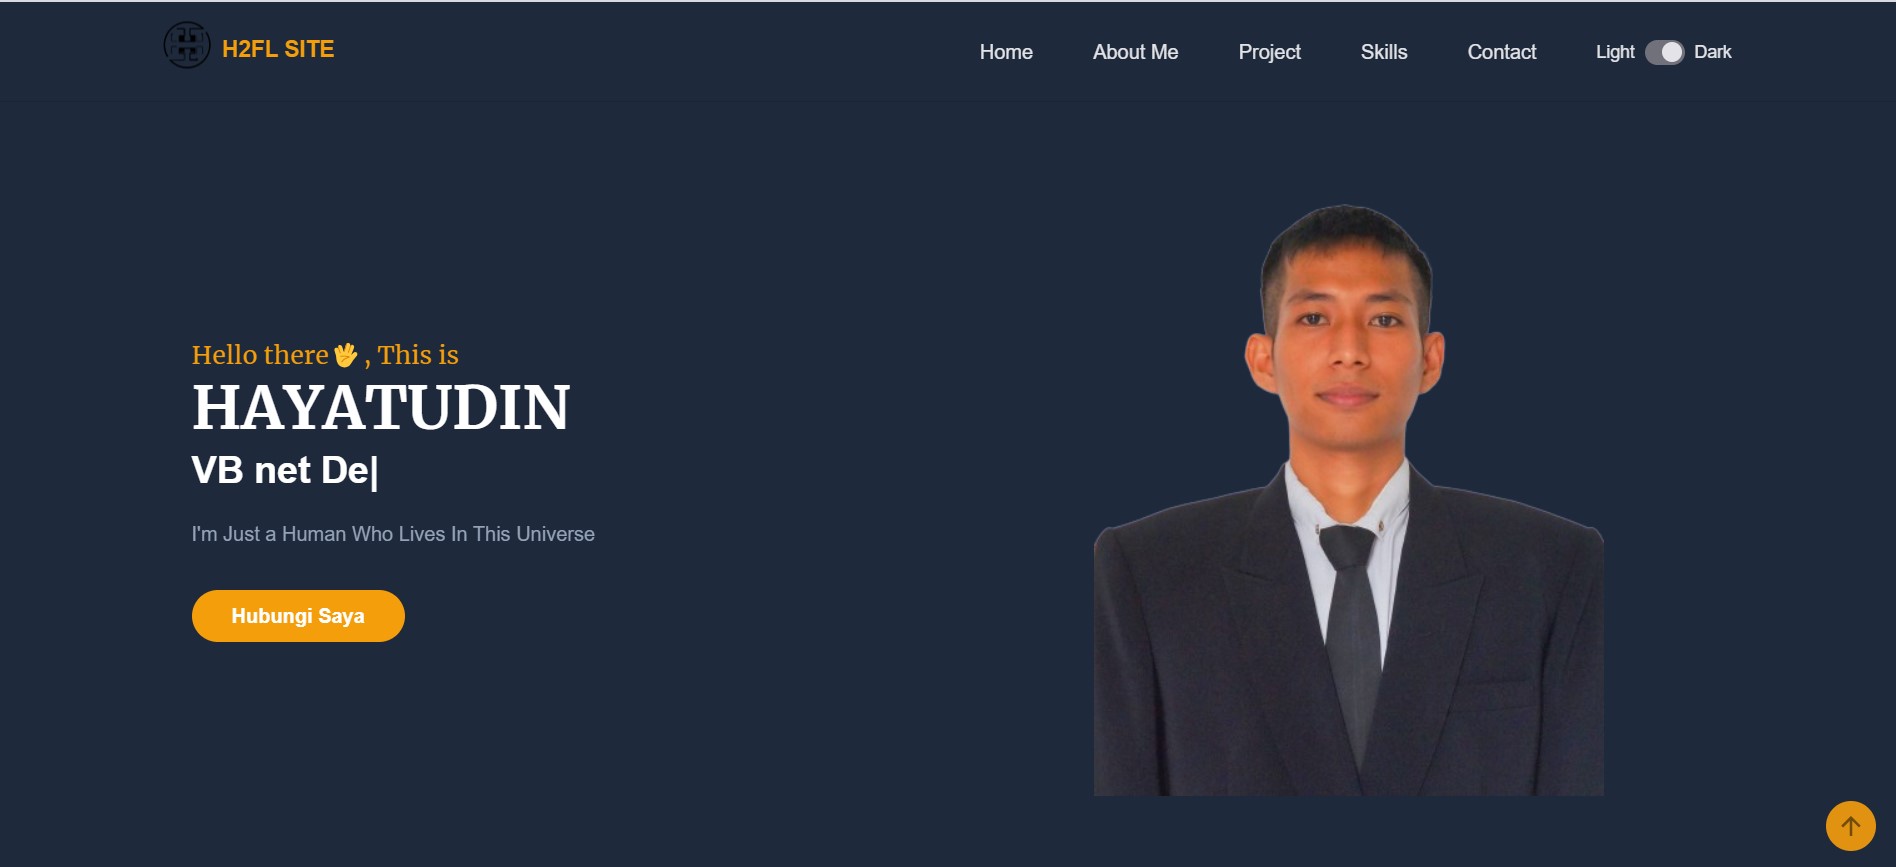 H2FL SITE
Home About Me Project Skills Contact Light Dark
Hello there🖖, This is
HAYATUDIN
VB net De|
I'm Just a Human Who Lives In This Universe
Hubungi Saya